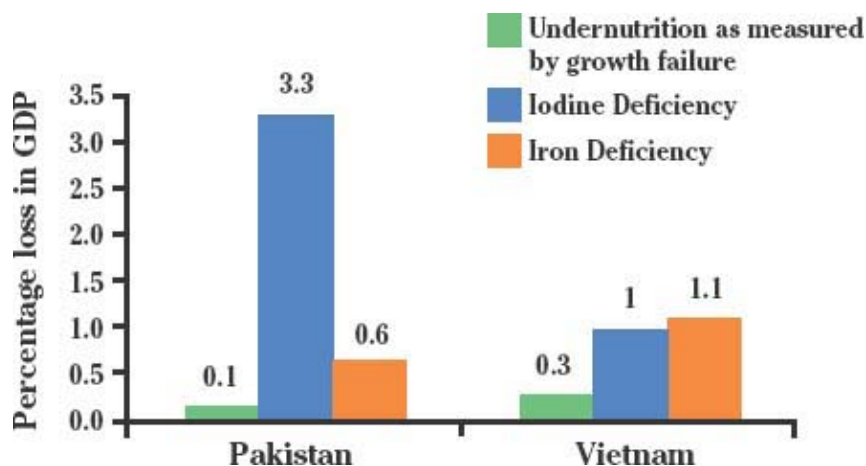 Undernutrition as measured
by growth failure
Iodine Deficiency
Iron Deficiency
Percentage loss in GDP
3.5
3.0
2.5
2.0
1.5
1.0
0.5
0.0
0.1
3.3
0.6
0.3
1
1.1
Pakistan
Vietnam